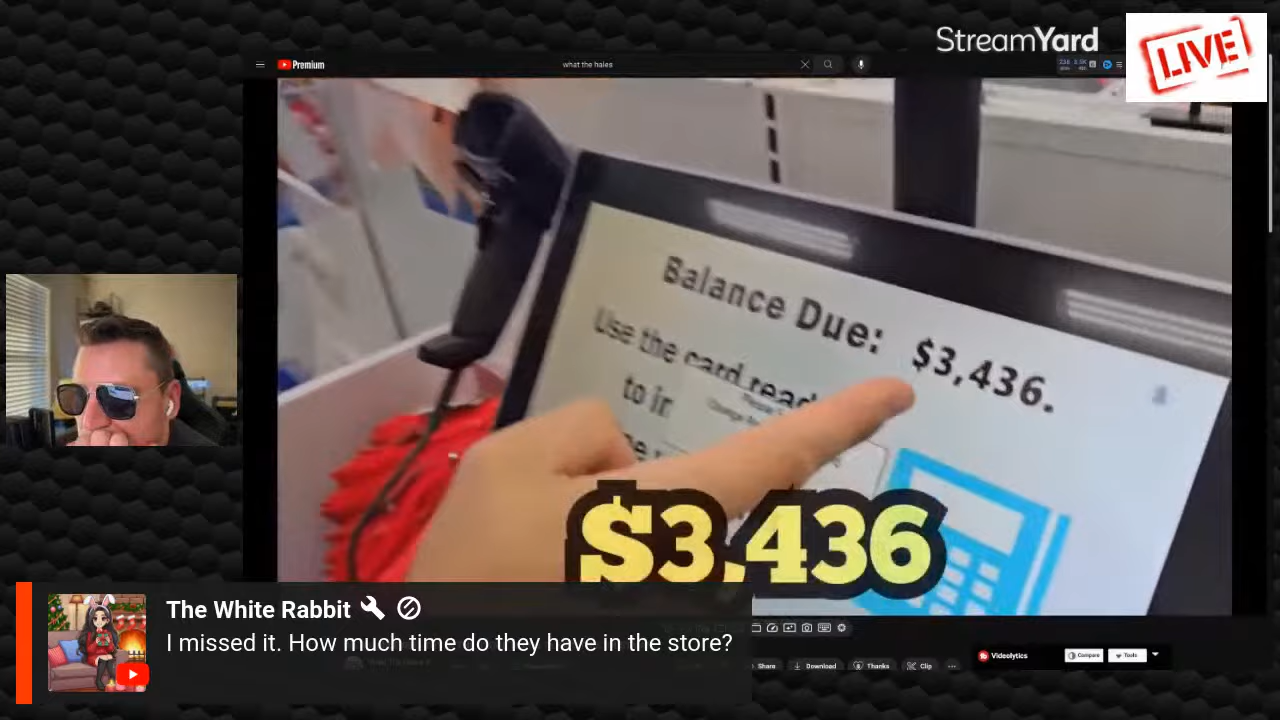 StreamYard
LIVE
Premium
what the hales
Balance Due: $3,436.
Use the card read
to in
$3,436
The White Rabbit
I missed it. How much time do they have in the store?
Share
Download
Thanks
Clip
Videolytics
Compare
Tools